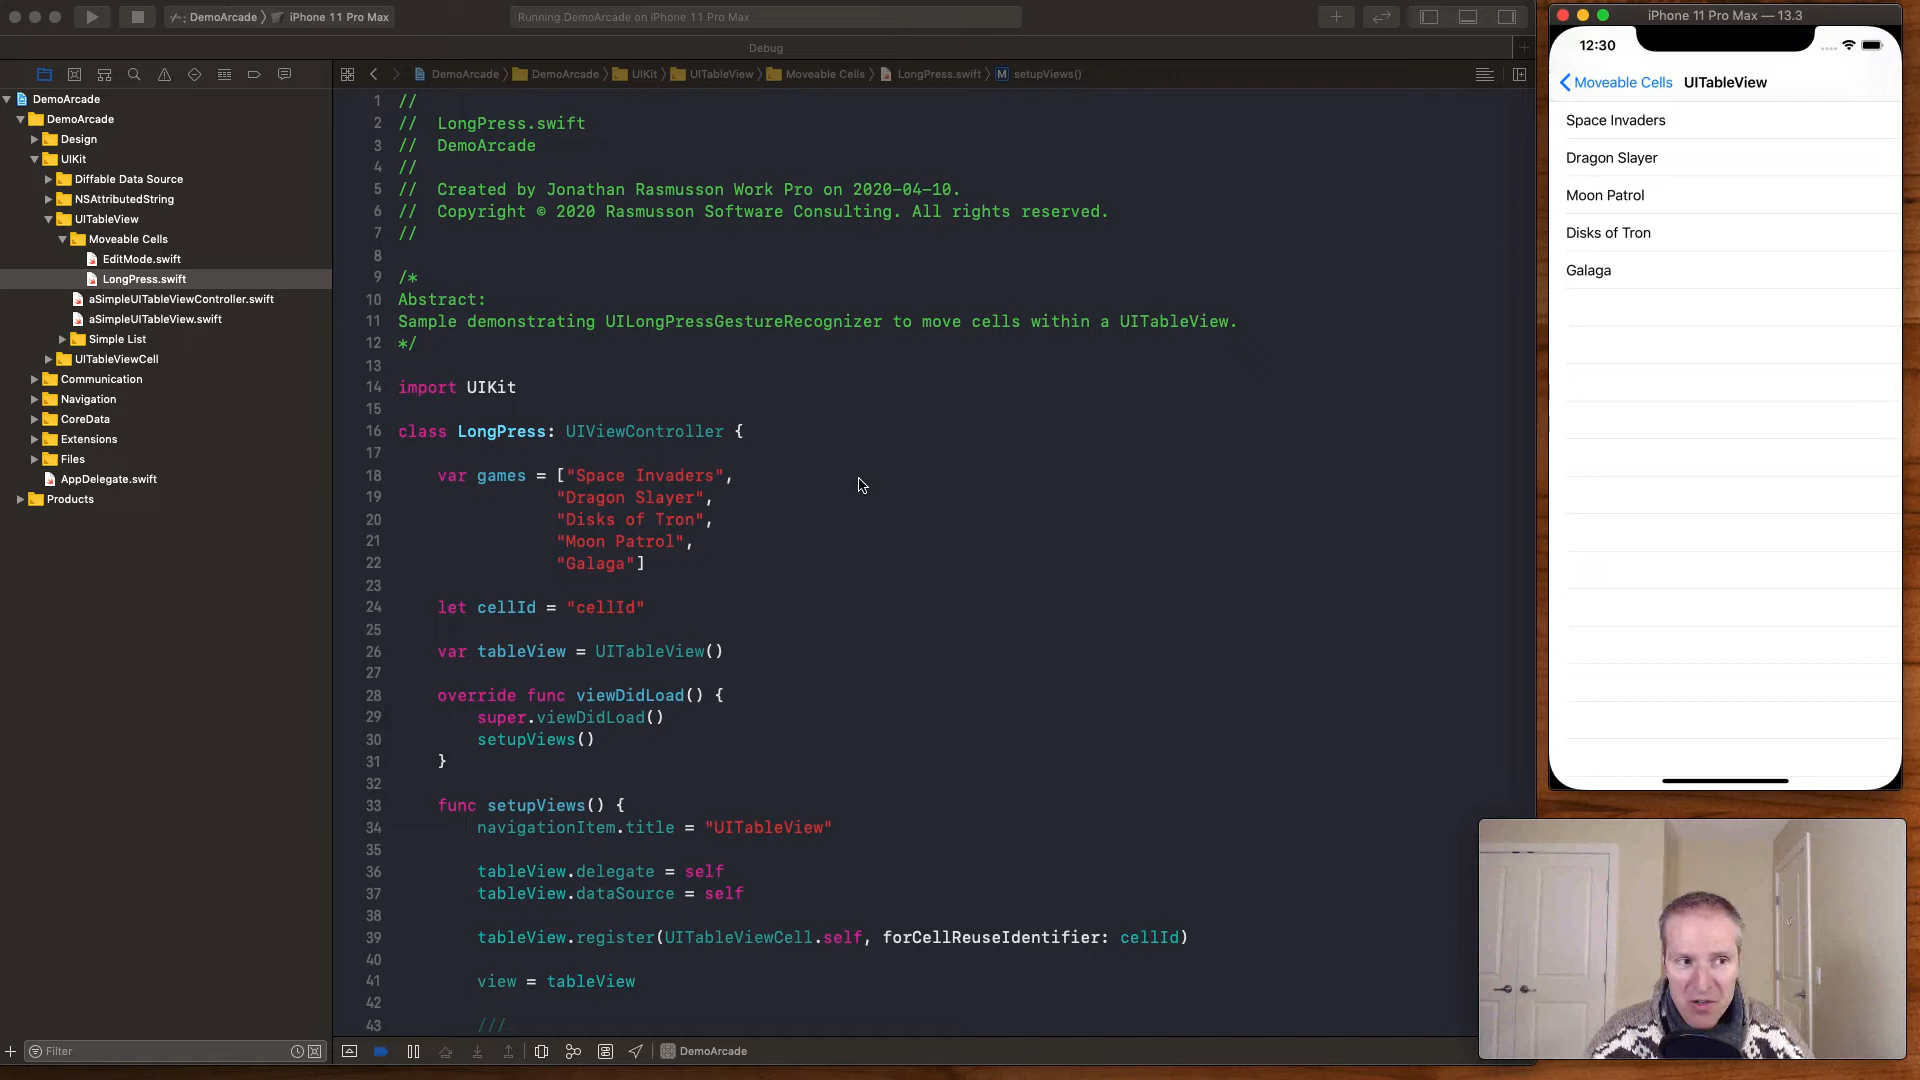 DemoArcade
iPhone 11 Pro Max
Running DemoArcade on iPhone 11 Pro Max
Debug
DemoArcade
DemoArcade
UIKit
UITableView
Moveable Cells
LongPress.swift
M
setupViews()
DemoArcade
DemoArcade
Design
UIKit
Diffable Data Source
NSAttributedString
UITableView
Moveable Cells
EditMode.swift
LongPress.swift
aSimpleUITableViewController.swift
aSimpleUITableView.swift
Simple List
UITableViewCell
Communication
Navigation
CoreData
Extensions
Files
AppDelegate.swift
Products
Filter
1 //
2 //  LongPress.swift
3 //  DemoArcade
4 //
5 //  Created by Jonathan Rasmusson Work Pro on 2020-04-10.
6 //  Copyright © 2020 Rasmusson Software Consulting. All rights reserved.
7 //
8
9 /*
10 Abstract:
11 Sample demonstrating UILongPressGestureRecognizer to move cells within a UITableView.
12 */
13
14 import UIKit
15
16 class LongPress: UIViewController {
17
18     var games = ["Space Invaders",
19                 "Dragon Slayer",
20                 "Disks of Tron",
21                 "Moon Patrol",
22                 "Galaga"]
23
24     let cellId = "cellId"
25
26     var tableView = UITableView()
27
28     override func viewDidLoad() {
29         super.viewDidLoad()
30         setupViews()
31     }
32
33     func setupViews() {
34         navigationItem.title = "UITableView"
35
36         tableView.delegate = self
37         tableView.dataSource = self
38
39         tableView.register(UITableViewCell.self, forCellReuseIdentifier: cellId)
40
41         view = tableView
42
43         ///
DemoArcade
iPhone 11 Pro Max — 13.3
12:30
Moveable Cells
UITableView
Space Invaders
Dragon Slayer
Moon Patrol
Disks of Tron
Galaga